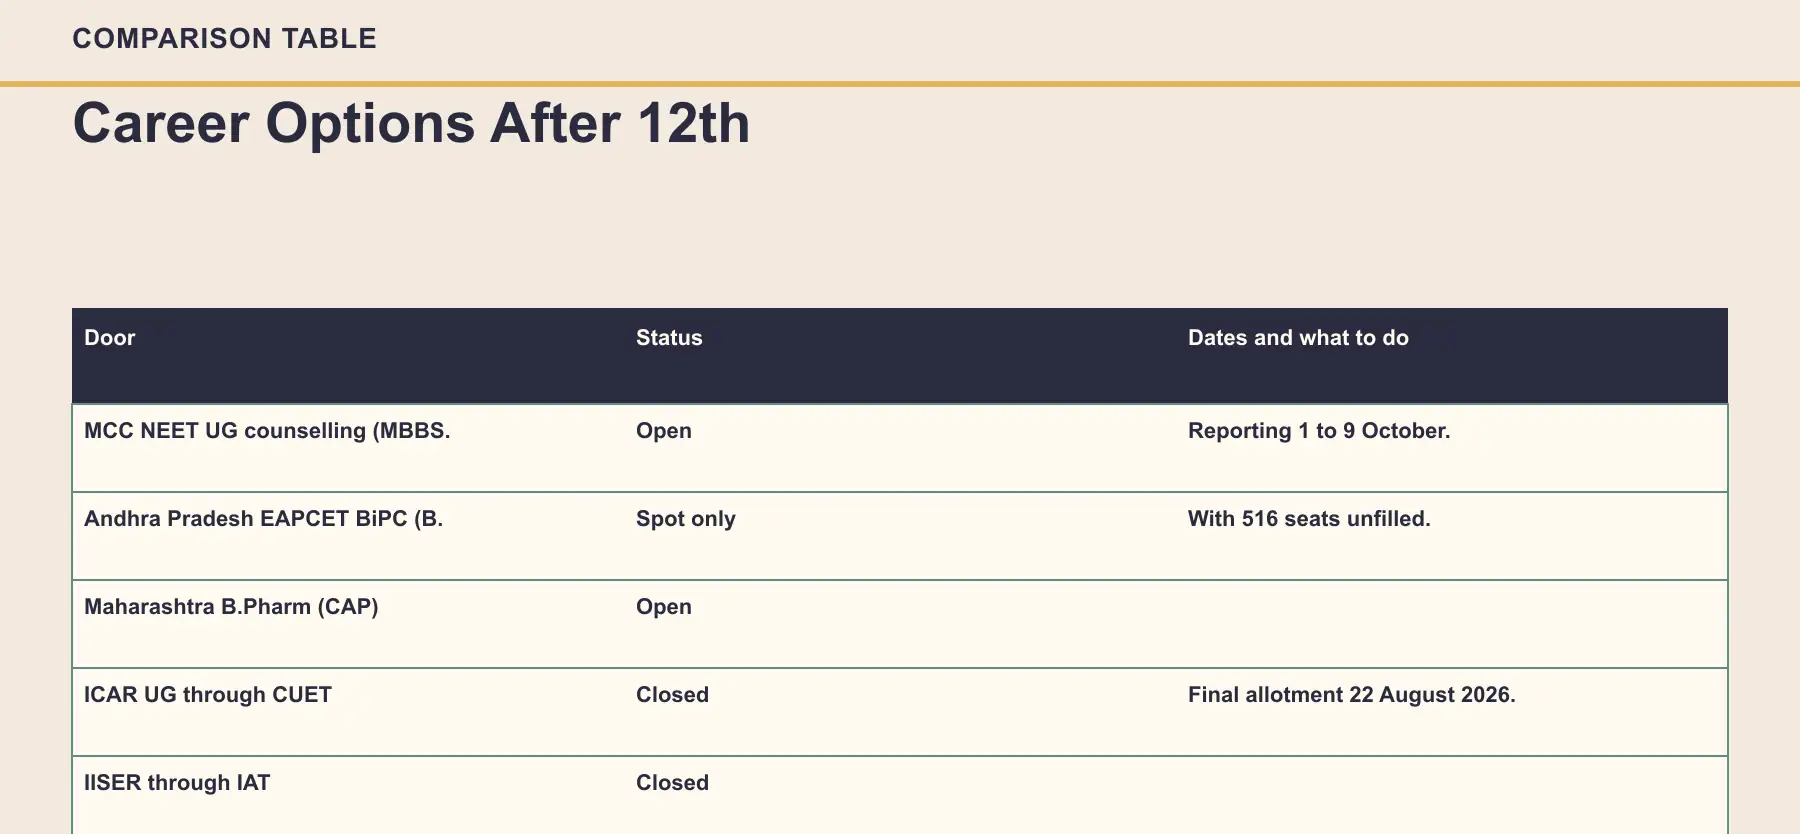 COMPARISON TABLE
Career Options After 12th
Door Status Dates and what to do
MCC NEET UG counselling (MBBS. Open Reporting 1 to 9 October.
Andhra Pradesh EAPCET BiPC (B. Spot only With 516 seats unfilled.
Maharashtra B.Pharm (CAP) Open
ICAR UG through CUET Closed Final allotment 22 August 2026.
IISER through IAT Closed